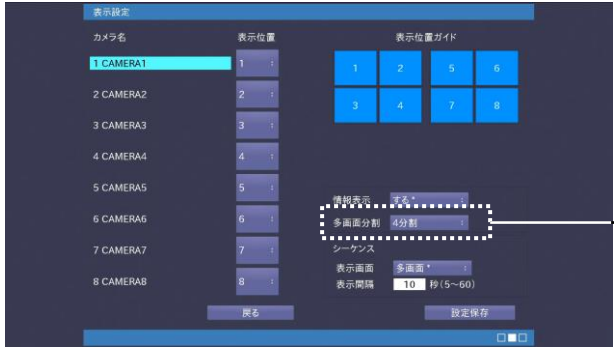 表示設定
カメラ名 表示位置 表示位置ガイド
1 CAMERA1 1
2 CAMERA2 2
3 CAMERA3 3
4 CAMERA4 4
5 CAMERA5 5
6 CAMERA6 6
7 CAMERA7 7
8 CAMERA8 8
1 2 5 6
3 4 7 8
情報表示 する*
多画面分割 4分割
シーケンス
表示画面 多画面*
表示間隔 10 秒(5~60)
戻る 設定保存